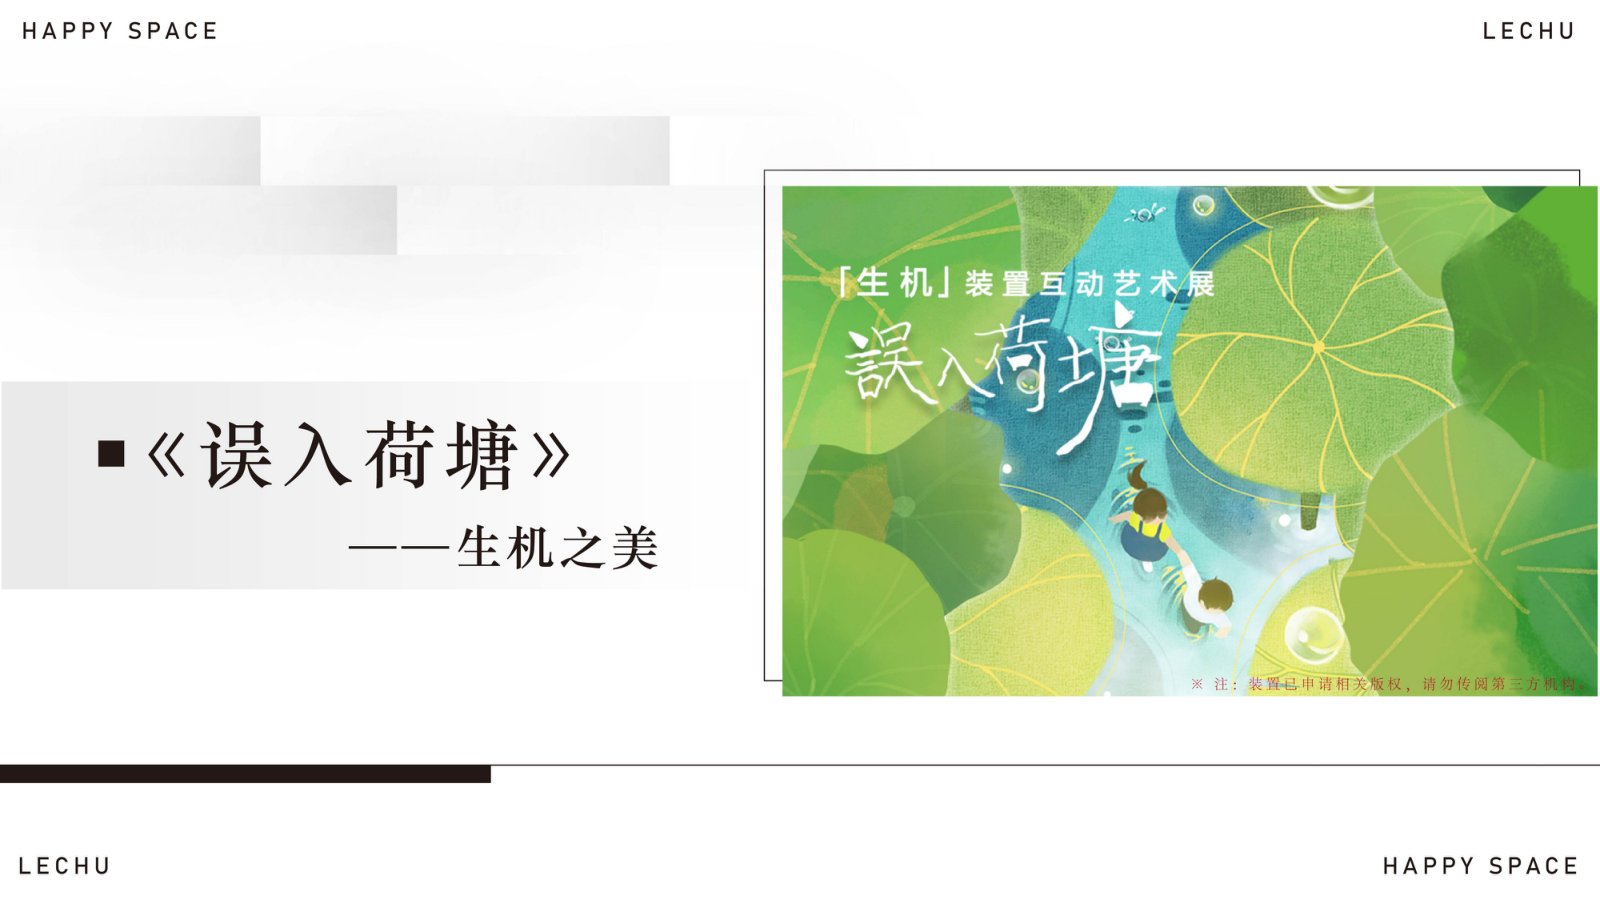 HAPPY SPACE
LECHU
「生机」装置互动艺术展
誤入荷塘
■《误入荷塘》
——生机之美
※ 注：装置已申请相关版权，请勿传阅第三方机构。
LECHU
HAPPY SPACE